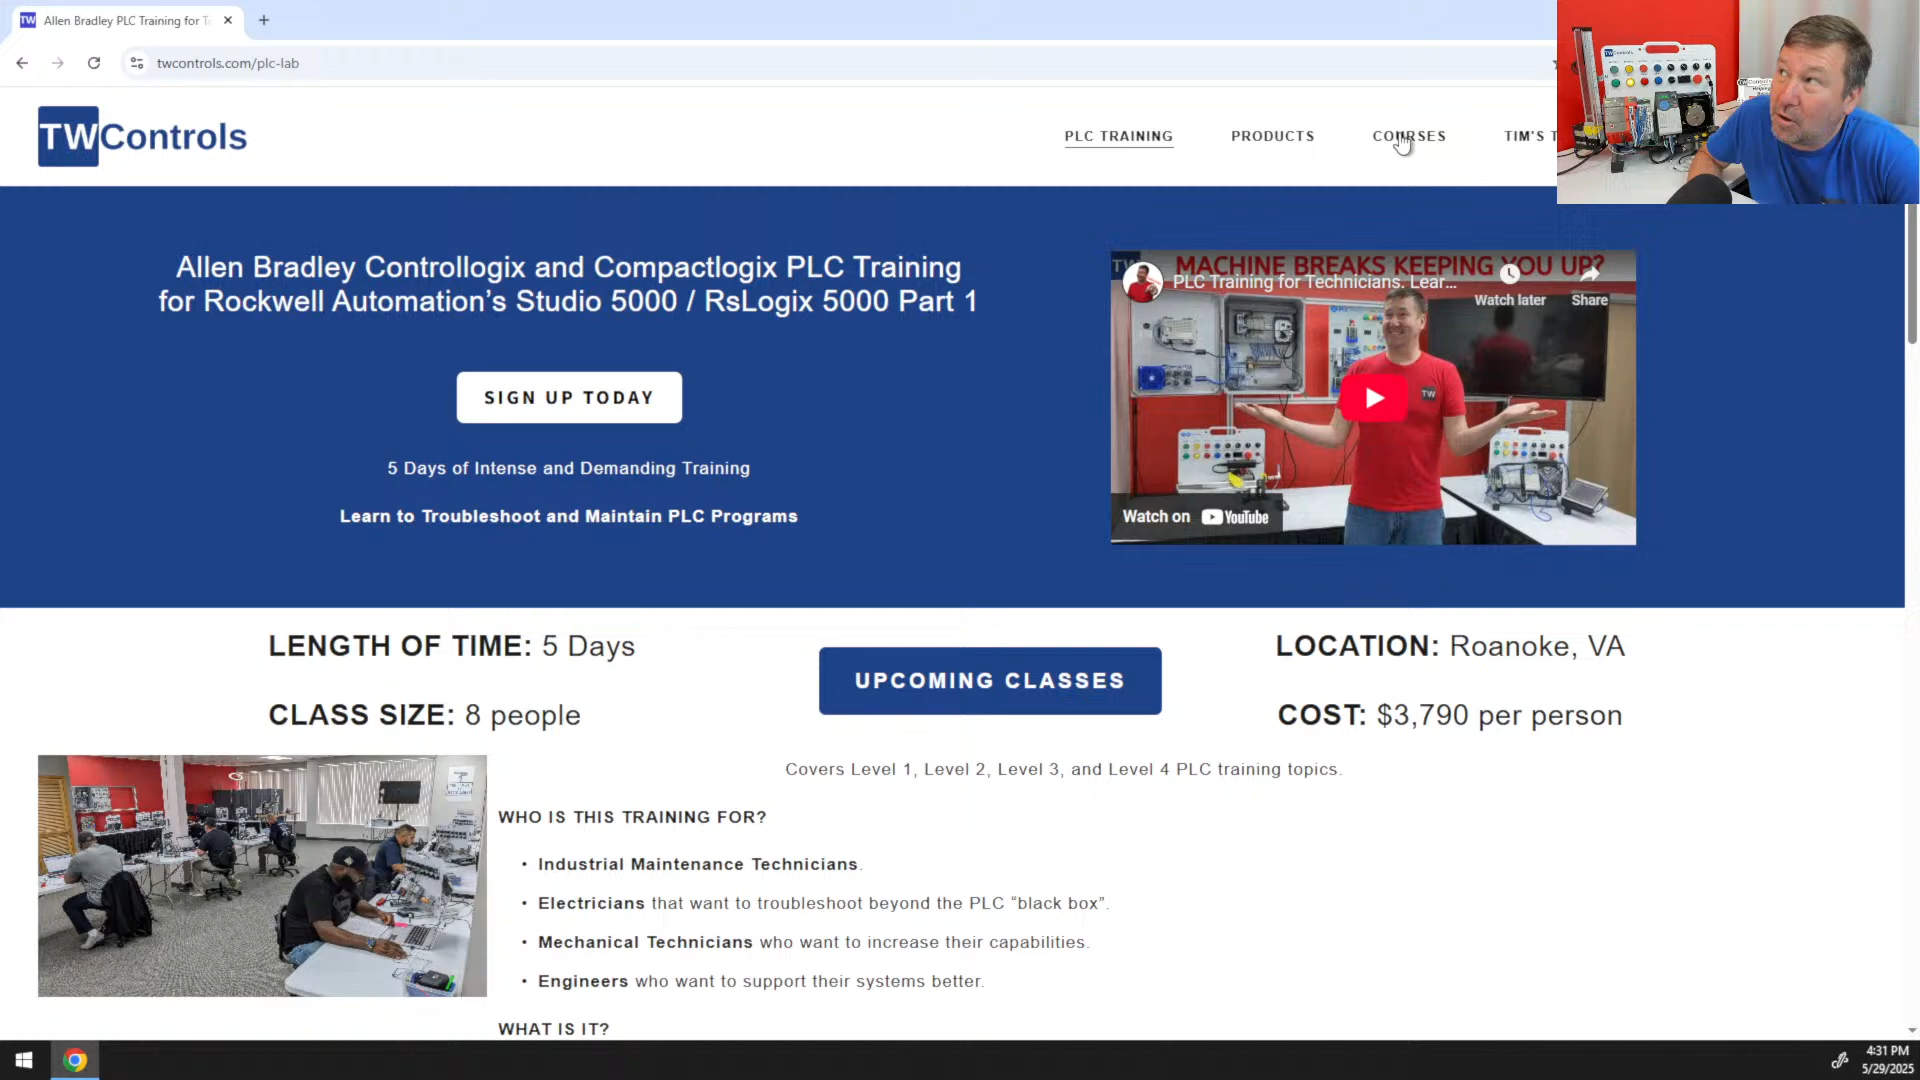 Allen Bradley PLC Training for T
twcontrols.com/plc-lab
TWControls
PLC TRAINING
PRODUCTS
COURSES
TIM'S T
Allen Bradley Controllogix and Compactlogix PLC Training
for Rockwell Automation’s Studio 5000 / RsLogix 5000 Part 1
SIGN UP TODAY
5 Days of Intense and Demanding Training
Learn to Troubleshoot and Maintain PLC Programs
TW
MACHINE BREAKS KEEPING YOU UP?
PLC Training for Technicians. Lear...
Watch later
Share
TW
Watch on YouTube
LENGTH OF TIME: 5 Days
CLASS SIZE: 8 people
UPCOMING CLASSES
LOCATION: Roanoke, VA
COST: $3,790 per person
Covers Level 1, Level 2, Level 3, and Level 4 PLC training topics.
WHO IS THIS TRAINING FOR?
• Industrial Maintenance Technicians.
• Electricians that want to troubleshoot beyond the PLC “black box”.
• Mechanical Technicians who want to increase their capabilities.
• Engineers who want to support their systems better.
WHAT IS IT?
4:31 PM
5/29/2025